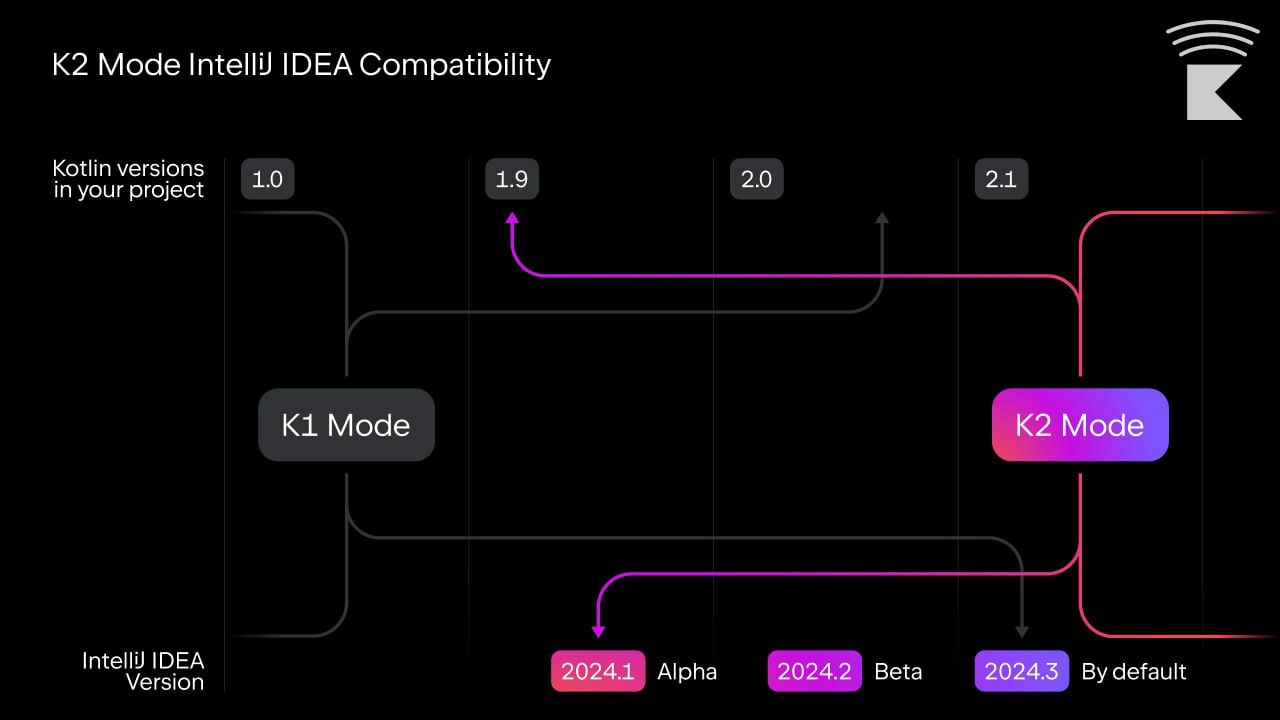 K2 Mode IntelliJ IDEA Compatibility
Kotlin versions
in your project
1.0
1.9
2.0
2.1
K1 Mode
K2 Mode
IntelliJ IDEA
Version
2024.1 Alpha
2024.2 Beta
2024.3 By default